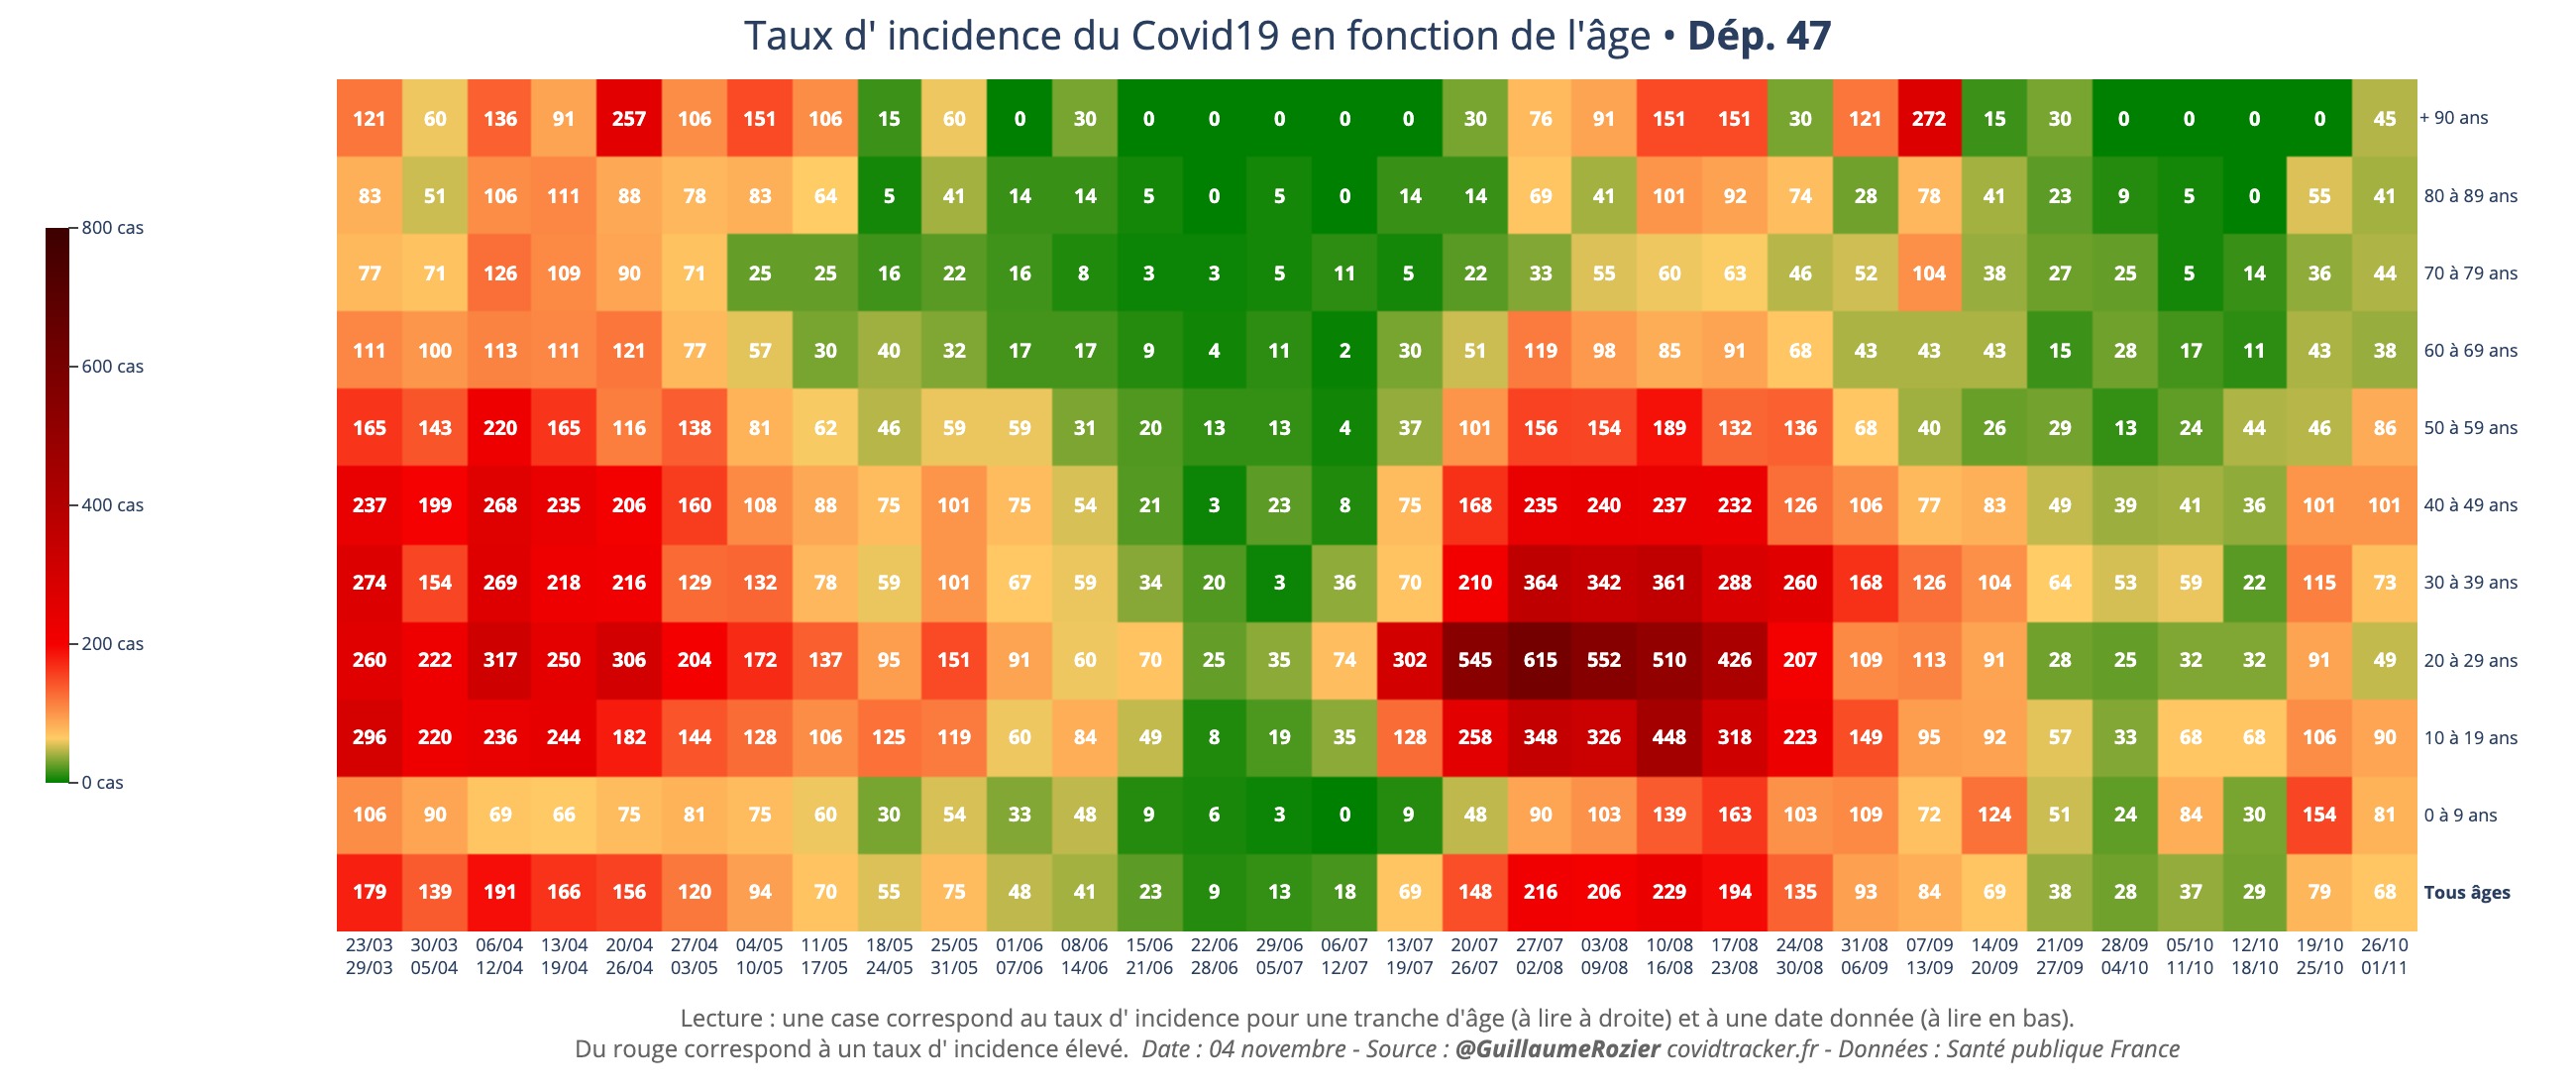 Taux d' incidence du Covid19 en fonction de l'âge • Dép. 47
800 cas
600 cas
400 cas
200 cas
0 cas
121 60 136 91 257 106 151 106 15 60 0 30 0 0 0 0 0 30 76 91 151 151 30 121 272 15 30 0 0 0 0 45 + 90 ans
83 51 106 111 88 78 83 64 5 41 14 14 5 0 5 0 14 14 69 41 101 92 74 28 78 41 23 9 5 0 55 41 80 à 89 ans
77 71 126 109 90 71 25 25 16 22 16 8 3 3 5 11 5 22 33 55 60 63 46 52 104 38 27 25 5 14 36 44 70 à 79 ans
111 100 113 111 121 77 57 30 40 32 17 17 9 4 11 2 30 51 119 98 85 91 68 43 43 43 15 28 17 11 43 38 60 à 69 ans
165 143 220 165 116 138 81 62 46 59 59 31 20 13 13 4 37 101 156 154 189 132 136 68 40 26 29 13 24 44 46 86 50 à 59 ans
237 199 268 235 206 160 108 88 75 101 75 54 21 3 23 8 75 168 235 240 237 232 126 106 77 83 49 39 41 36 101 101 40 à 49 ans
274 154 269 218 216 129 132 78 59 101 67 59 34 20 3 36 70 210 364 342 361 288 260 168 126 104 64 53 59 22 115 73 30 à 39 ans
260 222 317 250 306 204 172 137 95 151 91 60 70 25 35 74 302 545 615 552 510 426 207 109 113 91 28 25 32 32 91 49 20 à 29 ans
296 220 236 244 182 144 128 106 125 119 60 84 49 8 19 35 128 258 348 326 448 318 223 149 95 92 57 33 68 68 106 90 10 à 19 ans
106 90 69 66 75 81 75 60 30 54 33 48 9 6 3 0 9 48 90 103 139 163 103 109 72 124 51 24 84 30 154 81 0 à 9 ans
179 139 191 166 156 120 94 70 55 75 48 41 23 9 13 18 69 148 216 206 229 194 135 93 84 69 38 28 37 29 79 68 Tous âges
23/03 30/03 06/04 13/04 20/04 27/04 04/05 11/05 18/05 25/05 01/06 08/06 15/06 22/06 29/06 06/07 13/07 20/07 27/07 03/08 10/08 17/08 24/08 31/08 07/09 14/09 21/09 28/09 05/10 12/10 19/10 26/10
29/03 05/04 12/04 19/04 26/04 03/05 10/05 17/05 24/05 31/05 07/06 14/06 21/06 28/06 05/07 12/07 19/07 26/07 02/08 09/08 16/08 23/08 30/08 06/09 13/09 20/09 27/09 04/10 11/10 18/10 25/10 01/11
Lecture : une case correspond au taux d' incidence pour une tranche d'âge (à lire à droite) et à une date donnée (à lire en bas).
Du rouge correspond à un taux d' incidence élevé. Date : 04 novembre - Source : @GuillaumeRozier covidtracker.fr - Données : Santé publique France